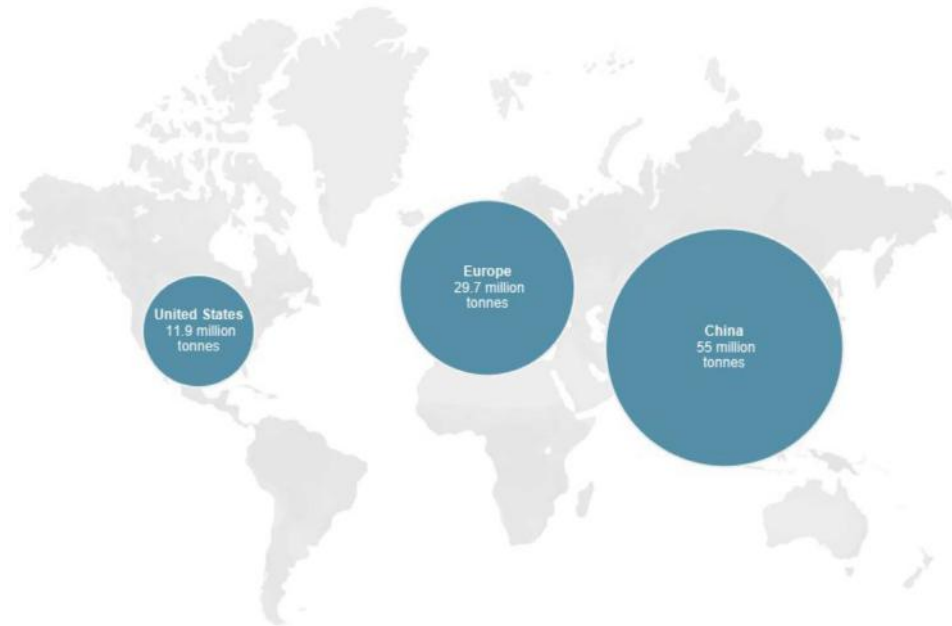 United States
11.9 million
tonnes
Europe
29.7 million
tonnes
China
55 million
tonnes